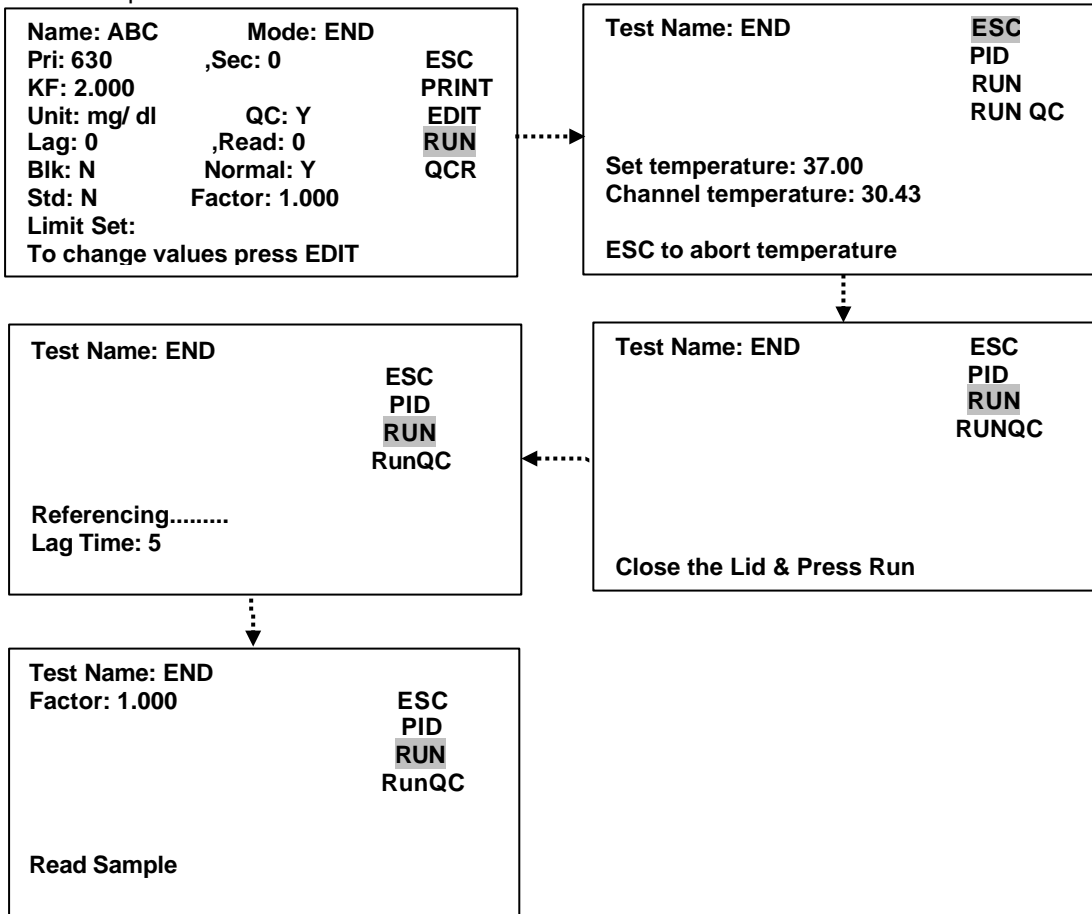 Name: ABC Mode: END
Pri: 630 ,Sec: 0 ESC
KF: 2.000 PRINT
Unit: mg/ dl QC: Y EDIT
Lag: 0 ,Read: 0 RUN
Blk: N Normal: Y QCR
Std: N Factor: 1.000
Limit Set:
To change values press EDIT
Test Name: END ESC
PID
RUN
RUN QC
Set temperature: 37.00
Channel temperature: 30.43
ESC to abort temperature
Test Name: END ESC
PID
RUN
RUNQC
Close the Lid & Press Run
Test Name: END
ESC
PID
RUN
RunQC
Referencing.........
Lag Time: 5
Test Name: END
Factor: 1.000 ESC
PID
RUN
RunQC
Read Sample